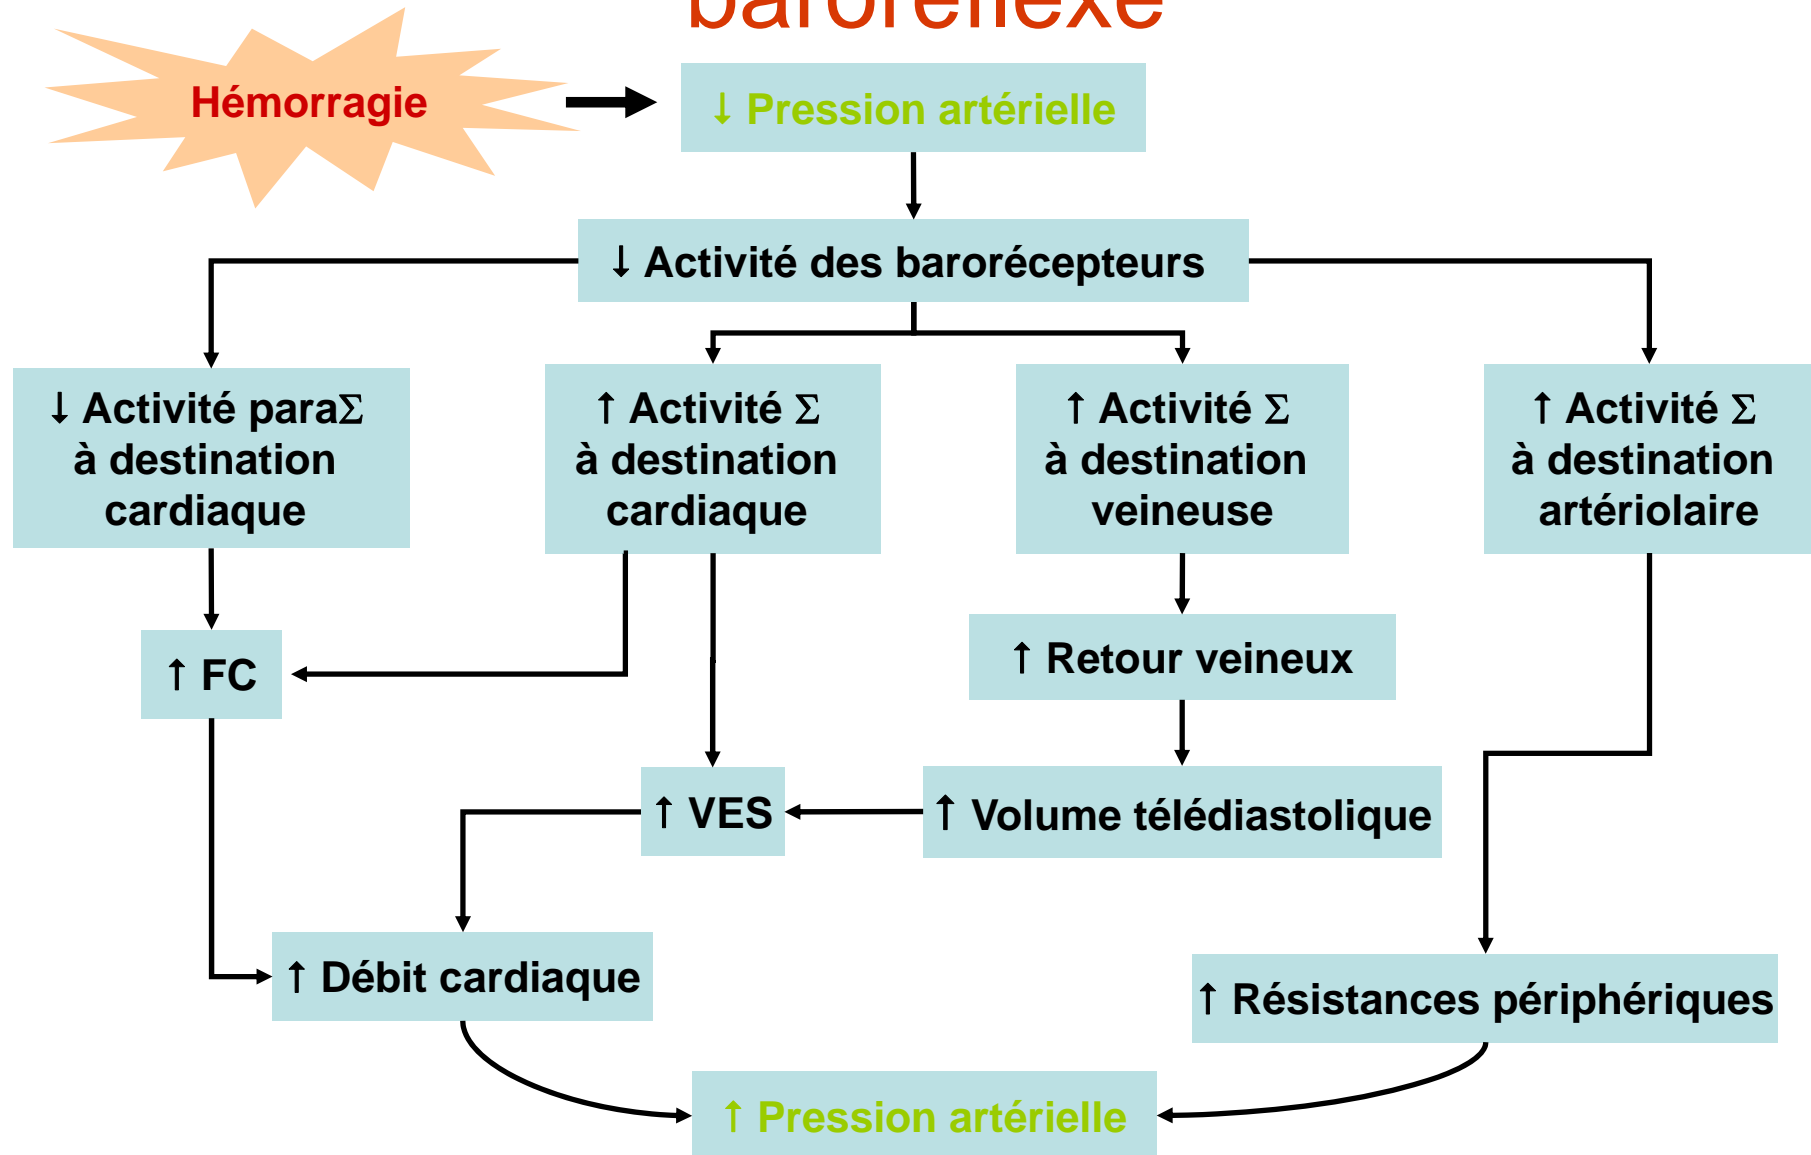 baroréflexe
Hémorragie
↓ Pression artérielle
↓ Activité des barorécepteurs
↓ Activité paraΣ
à destination
cardiaque
↑ Activité Σ
à destination
cardiaque
↑ Activité Σ
à destination
veineuse
↑ Activité Σ
à destination
artériolaire
↑ FC
↑ Retour veineux
↑ VES
↑ Volume télédiastolique
↑ Débit cardiaque
↑ Résistances périphériques
↑ Pression artérielle